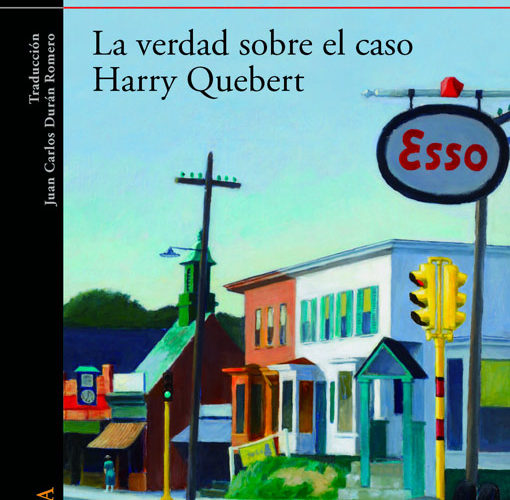 La verdad sobre el caso
Harry Quebert
Traducción
Juan Carlos Durán Romero
Esso
A